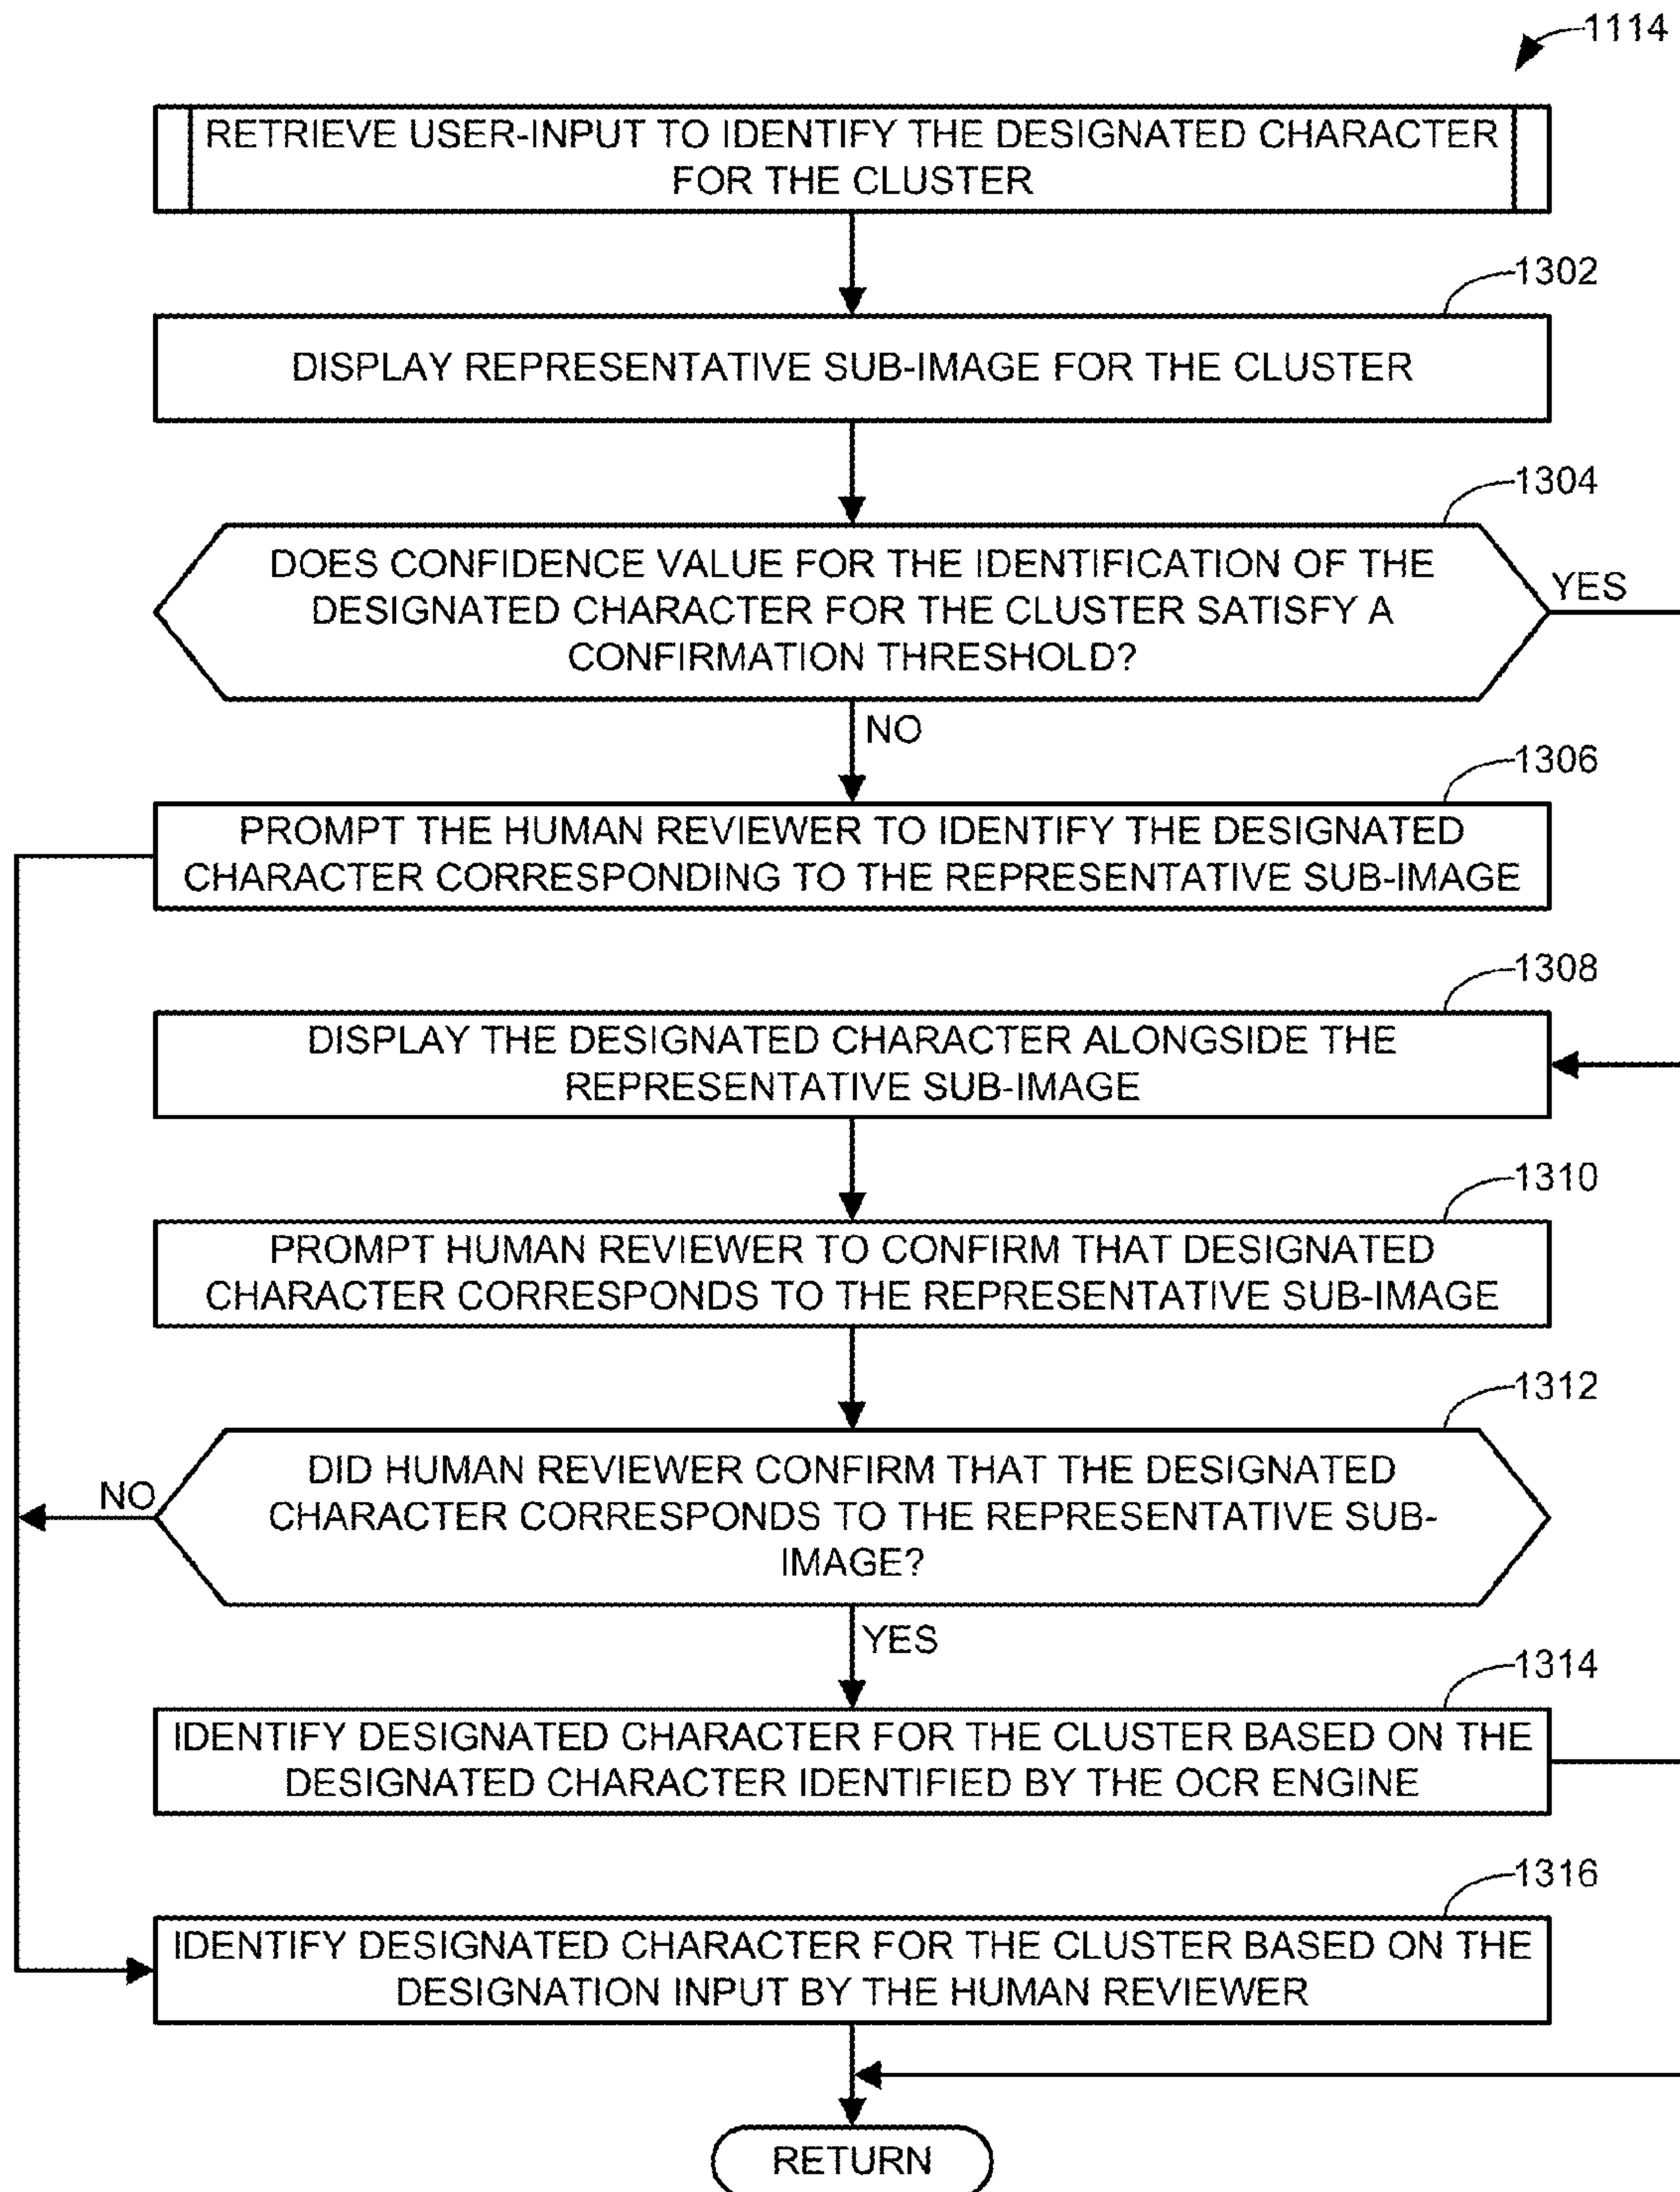 1114
RETRIEVE USER-INPUT TO IDENTIFY THE DESIGNATED CHARACTER
FOR THE CLUSTER
1302
DISPLAY REPRESENTATIVE SUB-IMAGE FOR THE CLUSTER
1304
DOES CONFIDENCE VALUE FOR THE IDENTIFICATION OF THE
DESIGNATED CHARACTER FOR THE CLUSTER SATISFY A
CONFIRMATION THRESHOLD?
YES
NO
1306
PROMPT THE HUMAN REVIEWER TO IDENTIFY THE DESIGNATED
CHARACTER CORRESPONDING TO THE REPRESENTATIVE SUB-IMAGE
1308
DISPLAY THE DESIGNATED CHARACTER ALONGSIDE THE
REPRESENTATIVE SUB-IMAGE
1310
PROMPT HUMAN REVIEWER TO CONFIRM THAT DESIGNATED
CHARACTER CORRESPONDS TO THE REPRESENTATIVE SUB-IMAGE
1312
DID HUMAN REVIEWER CONFIRM THAT THE DESIGNATED
CHARACTER CORRESPONDS TO THE REPRESENTATIVE SUB-
IMAGE?
NO
YES
1314
IDENTIFY DESIGNATED CHARACTER FOR THE CLUSTER BASED ON THE
DESIGNATED CHARACTER IDENTIFIED BY THE OCR ENGINE
1316
IDENTIFY DESIGNATED CHARACTER FOR THE CLUSTER BASED ON THE
DESIGNATION INPUT BY THE HUMAN REVIEWER
RETURN